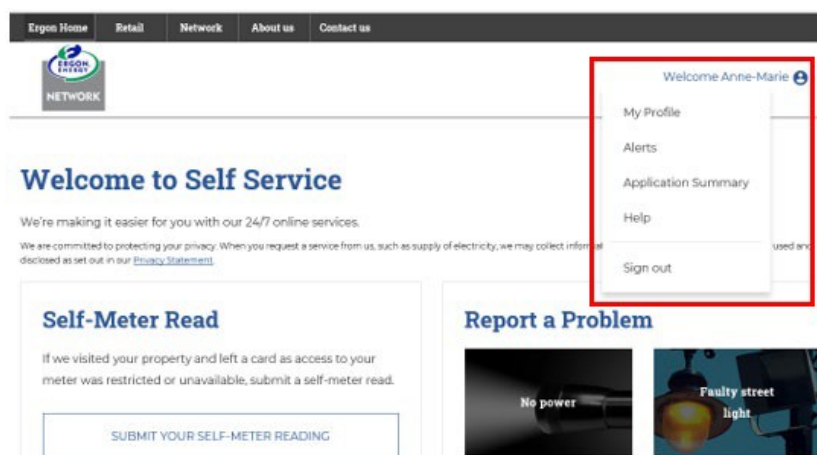 Ergon Home Retail Network About us Contact us
ERGON
ENERGY
NETWORK
Welcome Anne-Marie
My Profile
Alerts
Application Summary
Help
Sign out
Welcome to Self Service
We're making it easier for you with our 24/7 online services.
We are committed to protecting your privacy. When you request a service from us, such as supply of electricity, we may collect used and
disclosed as set out in our Privacy Statement.
Self-Meter Read
If we visited your property and left a card as access to your
meter was restricted or unavailable, submit a self-meter read.
SUBMIT YOUR SELF-METER READING
Report a Problem
No power
Faulty street
light